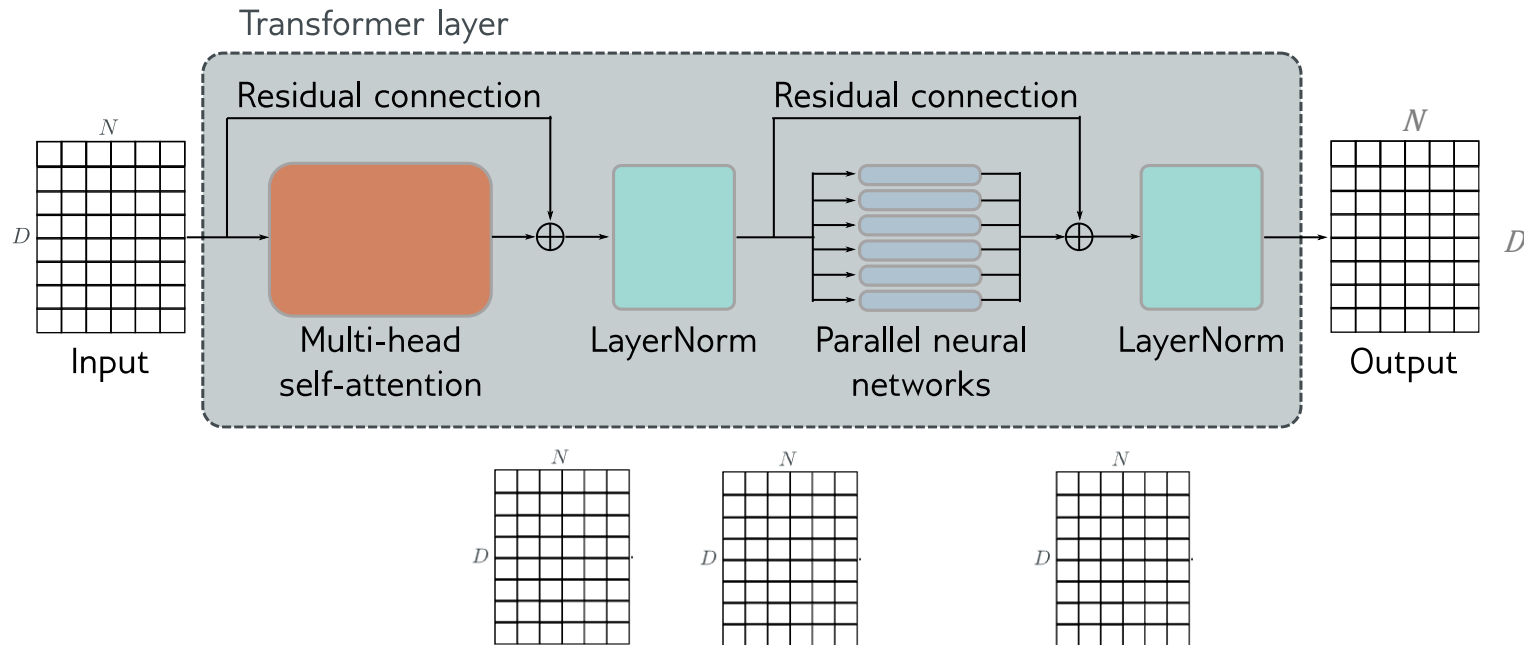 Transformer layer
Residual connection
Residual connection
N
N
D
D
Input
Multi-head
self-attention
LayerNorm
Parallel neural
networks
LayerNorm
Output
N
N
N
D
D
D